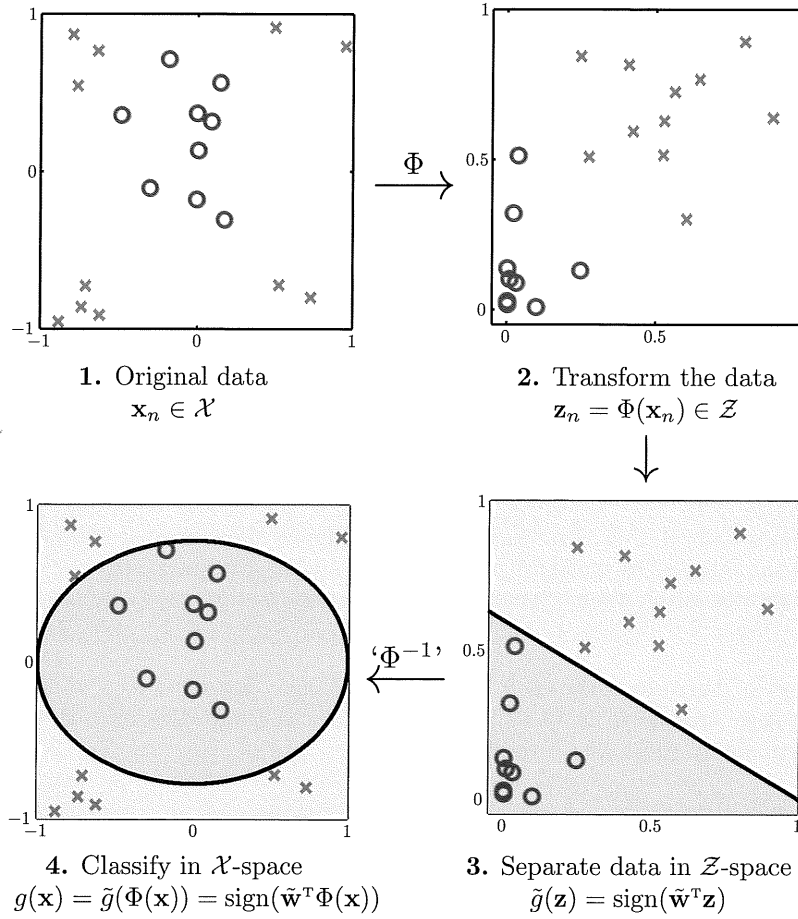 1
0
−1
−1
0
1
1. Original data
x_n ∈ 𝒳
Φ
1
0.5
0
0
0.5
2. Transform the data
z_n = Φ(x_n) ∈ 𝒵
1
0
−1
−1
0
1
4. Classify in 𝒳-space
g(x) = g̃(Φ(x)) = sign(w̃ᵀΦ(x))
‘Φ⁻¹’
1
0.5
0
0
0.5
1
3. Separate data in 𝒵-space
g̃(z) = sign(w̃ᵀz)